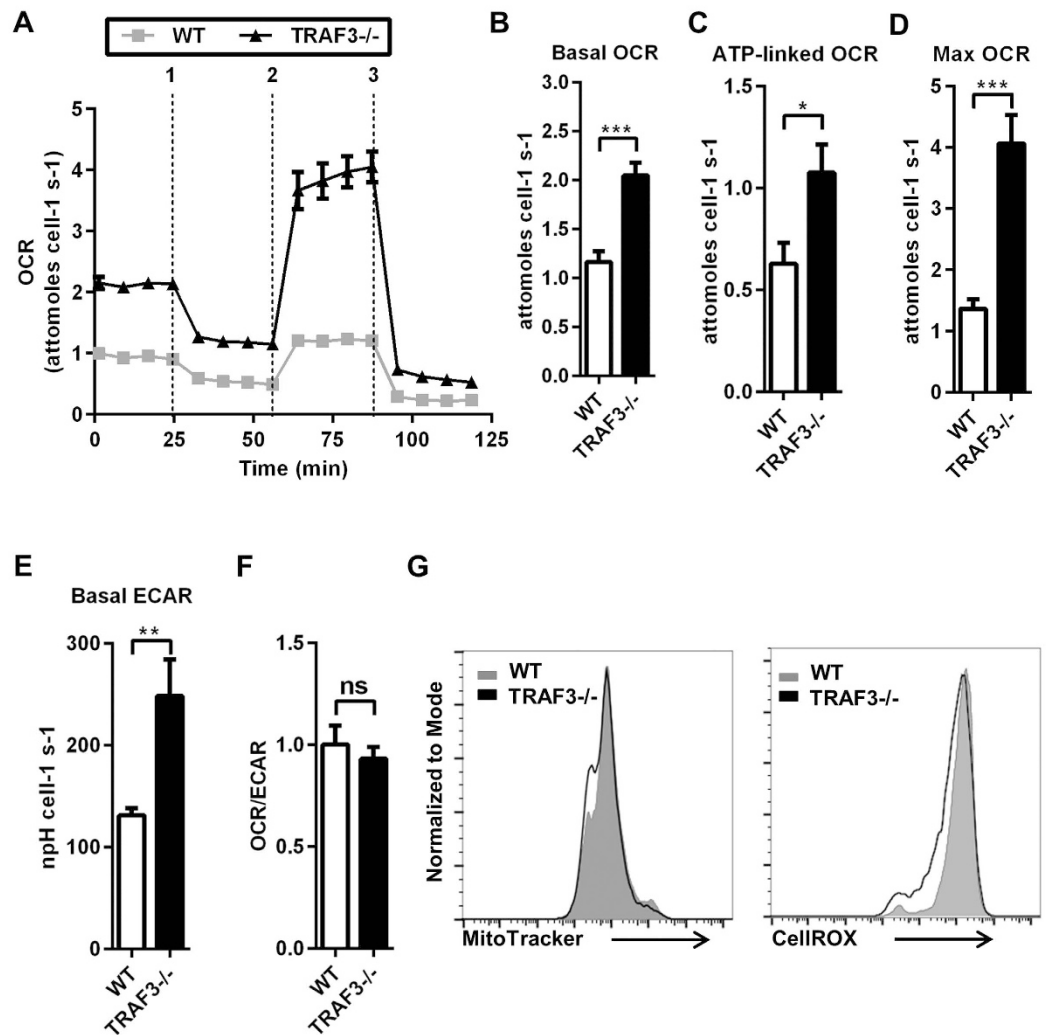 A
WT TRAF3-/-
1 2 3
OCR
(attomoles cell-1 s-1)
5
4
3
2
1
0
0 25 50 75 100 125
Time (min)
B
Basal OCR
attomoles cell-1 s-1
3.0
2.5
2.0
1.5
1.0
0.5
0.0
***
WT
TRAF3-/-
C
ATP-linked OCR
attomoles cell-1 s-1
1.5
1.0
0.5
0.0
*
WT
TRAF3-/-
D
Max OCR
attomoles cell-1 s-1
5
4
3
2
1
0
***
WT
TRAF3-/-
E
Basal ECAR
npH cell-1 s-1
300
200
100
0
**
WT
TRAF3-/-
F
OCR/ECAR
1.5
1.0
0.5
0.0
ns
WT
TRAF3-/-
G
Normalized to Mode
WT
TRAF3-/-
MitoTracker
WT
TRAF3-/-
CellROX